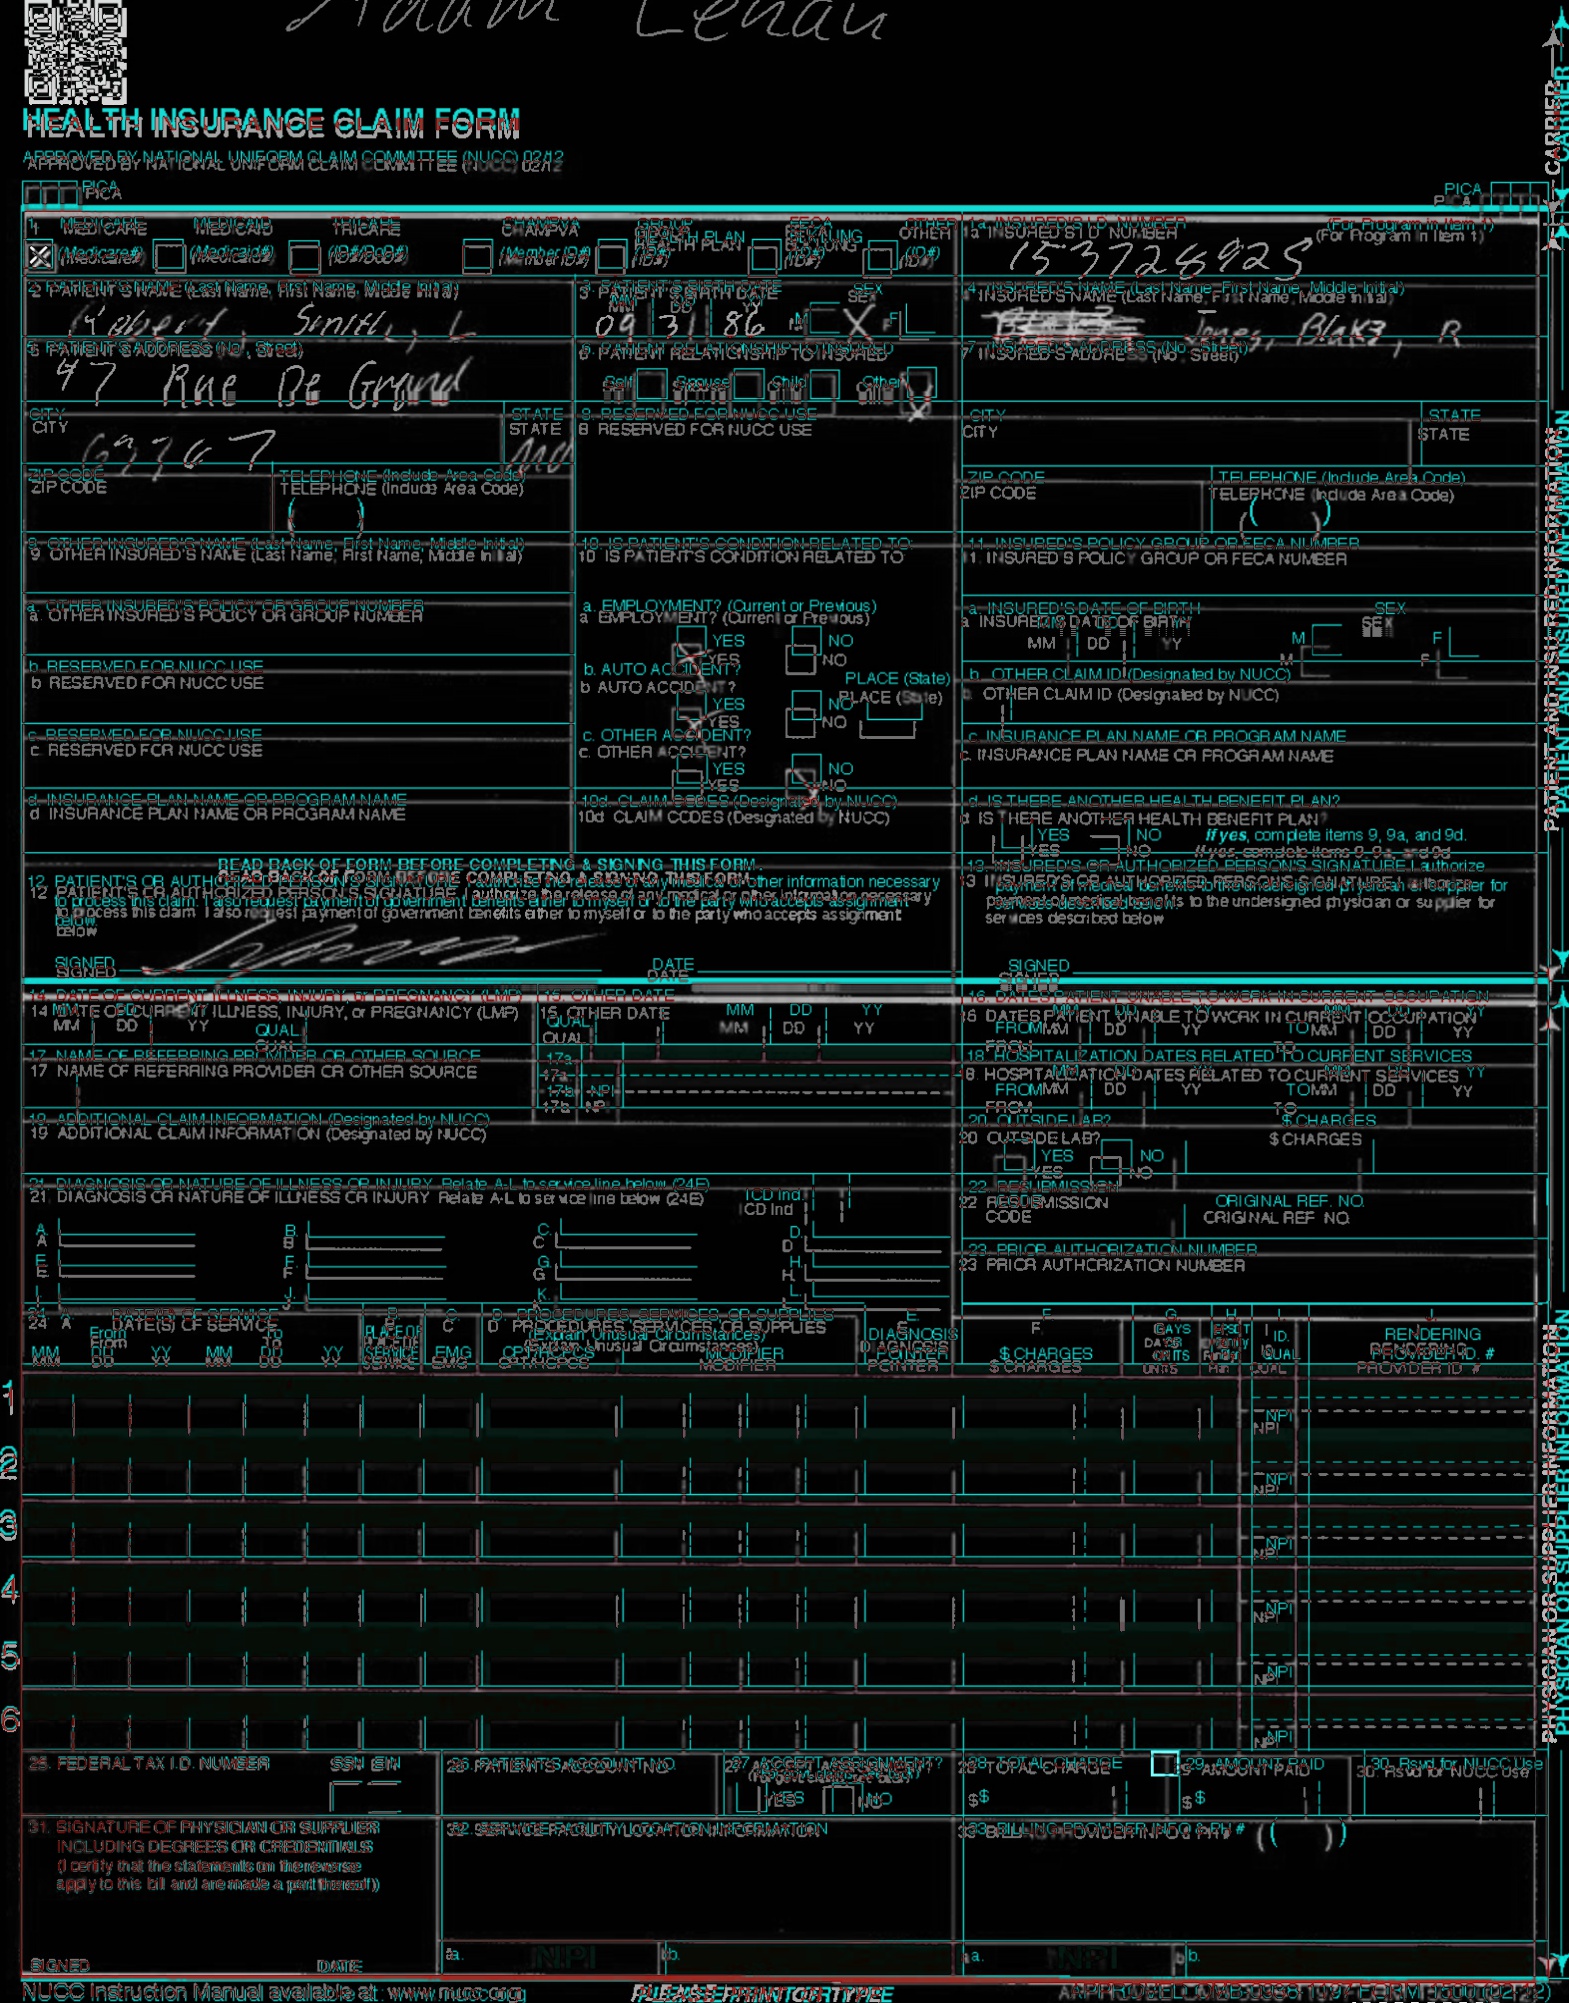 Adam Lenau
HEALTH INSURANCE CLAIM FORM
APPROVED BY NATIONAL UNIFORM CLAIM COMMITTEE (NUCC) 02/12
PICA PICA
CARRIER
1. MEDICARE MEDICAID TRICARE CHAMPVA GROUP HEALTH PLAN FECA BLK LUNG OTHER
(Medicare#) (Medicaid#) (ID#/DoD#) (Member ID#) (ID#) (ID#) (ID#)
1a. INSURED'S I.D. NUMBER (For Program in Item 1)
153728925
2. PATIENT'S NAME (Last Name, First Name, Middle Initial)
Robert, Smith, L
3. PATIENT'S BIRTH DATE SEX
MM DD YY
09 31 86 M X F
4. INSURED'S NAME (Last Name, First Name, Middle Initial)
Jones, Blake, R
5. PATIENT'S ADDRESS (No., Street)
97 Rue De Grand
6. PATIENT RELATIONSHIP TO INSURED
Self Spouse Child Other
7. INSURED'S ADDRESS (No., Street)
CITY STATE
63767 MO
8. RESERVED FOR NUCC USE
CITY STATE
ZIP CODE TELEPHONE (Include Area Code)
( )
ZIP CODE TELEPHONE (Include Area Code)
( )
9. OTHER INSURED'S NAME (Last Name, First Name, Middle Initial)
10. IS PATIENT'S CONDITION RELATED TO:
11. INSURED'S POLICY GROUP OR FECA NUMBER
a. OTHER INSURED'S POLICY OR GROUP NUMBER
a. EMPLOYMENT? (Current or Previous)
YES NO
a. INSURED'S DATE OF BIRTH SEX
MM DD YY M F
b. RESERVED FOR NUCC USE
b. AUTO ACCIDENT? PLACE (State)
YES NO
b. OTHER CLAIM ID (Designated by NUCC)
c. RESERVED FOR NUCC USE
c. OTHER ACCIDENT?
YES NO
c. INSURANCE PLAN NAME OR PROGRAM NAME
d. INSURANCE PLAN NAME OR PROGRAM NAME
10d. CLAIM CODES (Designated by NUCC)
d. IS THERE ANOTHER HEALTH BENEFIT PLAN?
YES NO If yes, complete items 9, 9a, and 9d.
READ BACK OF FORM BEFORE COMPLETING & SIGNING THIS FORM.
12. PATIENT'S OR AUTHORIZED PERSON'S SIGNATURE I authorize the release of any medical or other information necessary
to process this claim. I also request payment of government benefits either to myself or to the party who accepts assignment
below.
SIGNED DATE
13. INSURED'S OR AUTHORIZED PERSON'S SIGNATURE I authorize
payment of medical benefits to the undersigned physician or supplier for
services described below.
SIGNED
PATIENT AND INSURED INFORMATION
14. DATE OF CURRENT ILLNESS, INJURY, or PREGNANCY (LMP)
MM DD YY QUAL.
15. OTHER DATE
QUAL. MM DD YY
16. DATES PATIENT UNABLE TO WORK IN CURRENT OCCUPATION
FROM MM DD YY TO MM DD YY
17. NAME OF REFERRING PROVIDER OR OTHER SOURCE
17a.
17b. NPI
18. HOSPITALIZATION DATES RELATED TO CURRENT SERVICES
FROM MM DD YY TO MM DD YY
19. ADDITIONAL CLAIM INFORMATION (Designated by NUCC)
20. OUTSIDE LAB? $ CHARGES
YES NO
21. DIAGNOSIS OR NATURE OF ILLNESS OR INJURY Relate A-L to service line below (24E)
ICD Ind.
A. B. C. D.
E. F. G. H.
I. J. K. L.
22. RESUBMISSION CODE ORIGINAL REF. NO.
23. PRIOR AUTHORIZATION NUMBER
24. A. DATE(S) OF SERVICE
From To
MM DD YY MM DD YY
B. PLACE OF SERVICE
C. EMG
D. PROCEDURES, SERVICES, OR SUPPLIES
(Explain Unusual Circumstances)
CPT/HCPCS MODIFIER
E. DIAGNOSIS POINTER
F. $ CHARGES
G. DAYS OR UNITS
H. EPSDT Family Plan
I. ID. QUAL.
J. RENDERING PROVIDER ID. #
1 NPI
2 NPI
3 NPI
4 NPI
5 NPI
6 NPI
PHYSICIAN OR SUPPLIER INFORMATION
25. FEDERAL TAX I.D. NUMBER SSN EIN
26. PATIENT'S ACCOUNT NO.
27. ACCEPT ASSIGNMENT?
YES NO
28. TOTAL CHARGE
$
29. AMOUNT PAID
$
30. Rsvd for NUCC Use
31. SIGNATURE OF PHYSICIAN OR SUPPLIER
INCLUDING DEGREES OR CREDENTIALS
(I certify that the statements on the reverse
apply to this bill and are made a part thereof.)
SIGNED DATE
32. SERVICE FACILITY LOCATION INFORMATION
a. NPI b.
33. BILLING PROVIDER INFO & PH # ( )
a. NPI b.
NUCC Instruction Manual available at: www.nucc.org
PLEASE PRINT OR TYPE